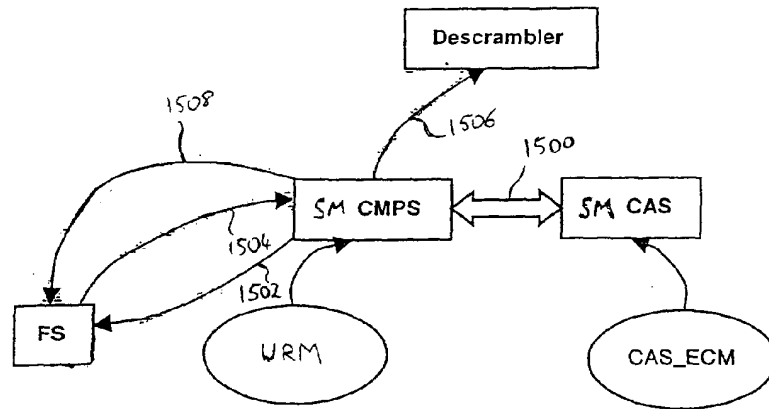 Descrambler
1508
1506
1500
SM CMPS
SM CAS
1504
1502
FS
URM
CAS_ECM